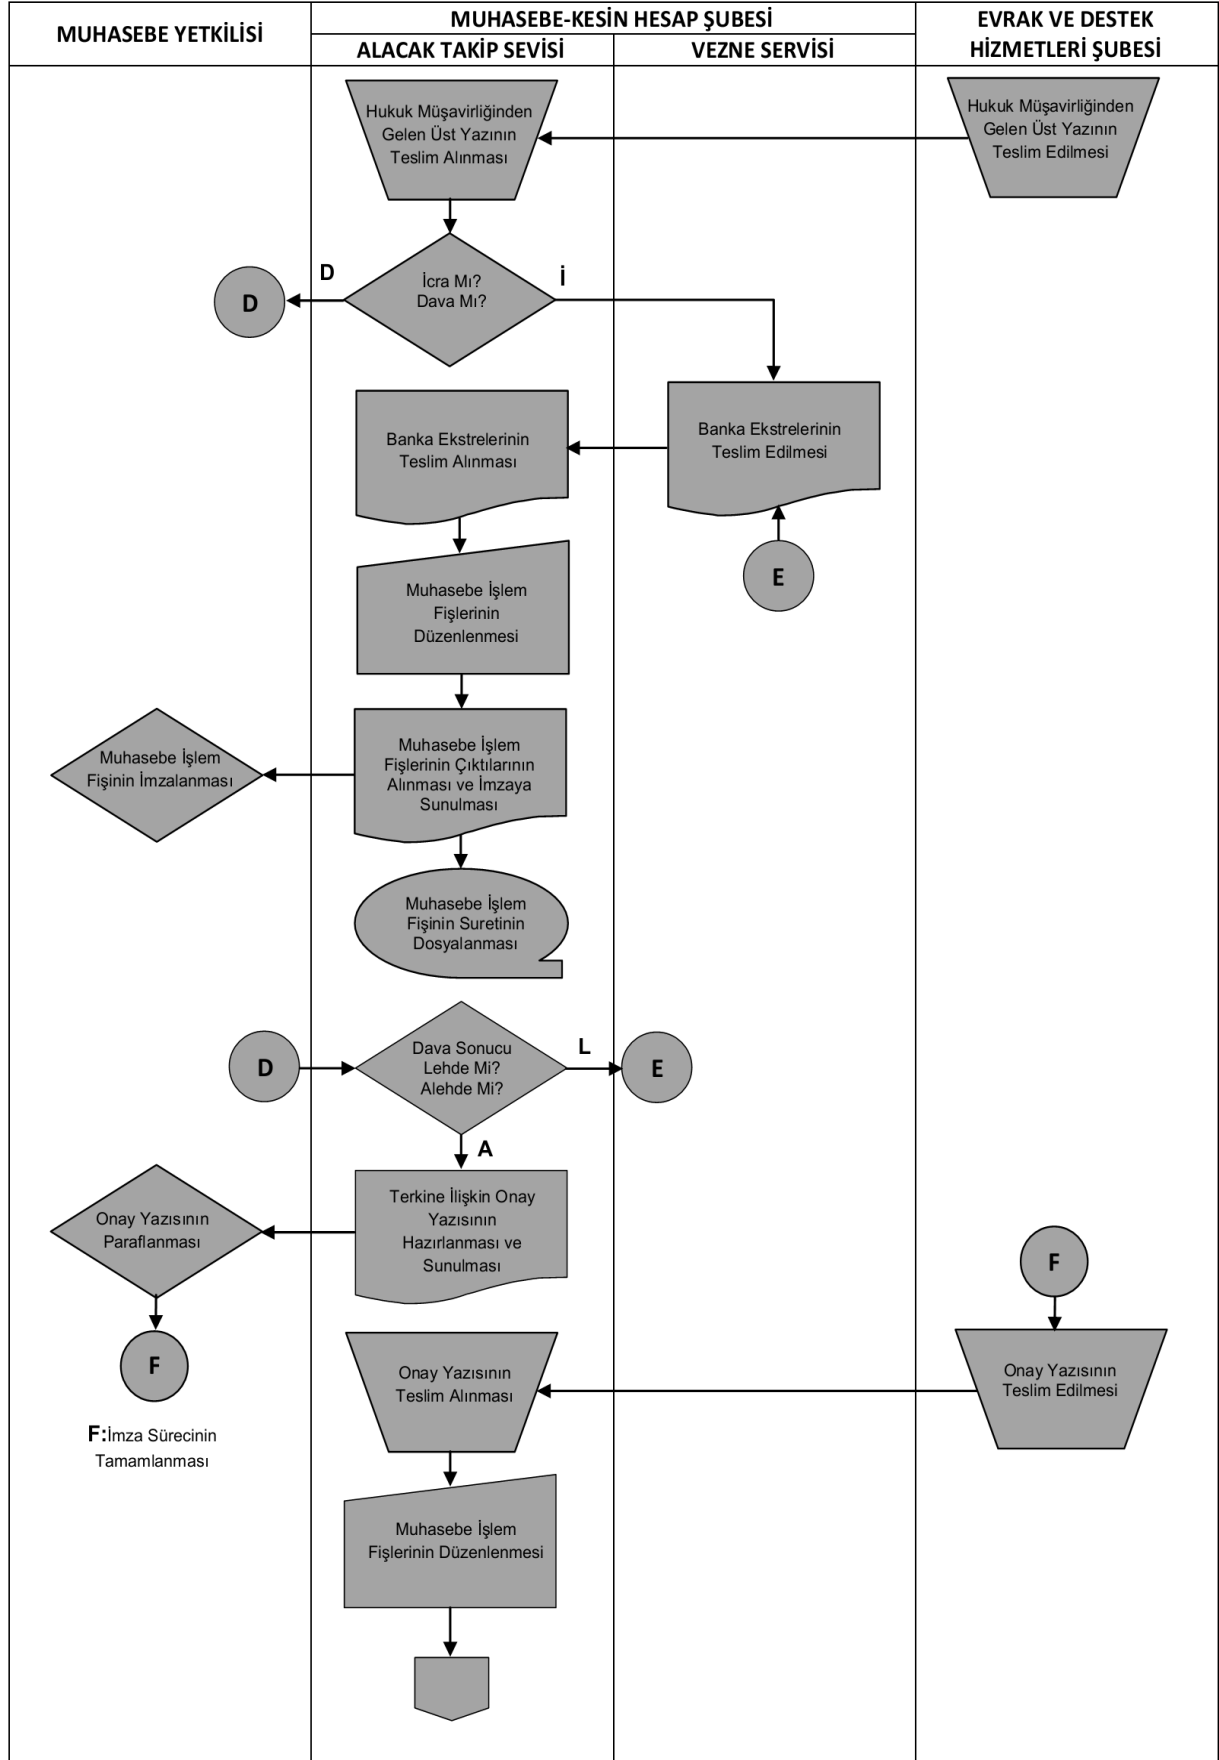 MUHASEBE YETKİLİSİ
MUHASEBE-KESİN HESAP ŞUBESİ
ALACAK TAKİP SEVİSİ
VEZNE SERVİSİ
EVRAK VE DESTEK
HİZMETLERİ ŞUBESİ
Hukuk Müşavirliğinden
Gelen Üst Yazının
Teslim Alınması
Hukuk Müşavirliğinden
Gelen Üst Yazının
Teslim Edilmesi
İcra Mı?
Dava Mı?
D
İ
D
Banka Ekstrelerinin
Teslim Edilmesi
Banka Ekstrelerinin
Teslim Alınması
E
Muhasebe İşlem
Fişlerinin
Düzenlenmesi
Muhasebe İşlem
Fişlerinin Çıktılarının
Alınması ve İmzaya
Sunulması
Muhasebe İşlem
Fişinin İmzalanması
Muhasebe İşlem
Fişinin Suretinin
Dosyalanması
D
Dava Sonucu
Lehde Mi?
Alehde Mi?
L
E
A
Terkine İlişkin Onay
Yazısının
Hazırlanması ve
Sunulması
Onay Yazısının
Paraflanması
F
F
F:İmza Sürecinin
Tamamlanması
Onay Yazısının
Teslim Edilmesi
Onay Yazısının
Teslim Alınması
Muhasebe İşlem
Fişlerinin Düzenlenmesi